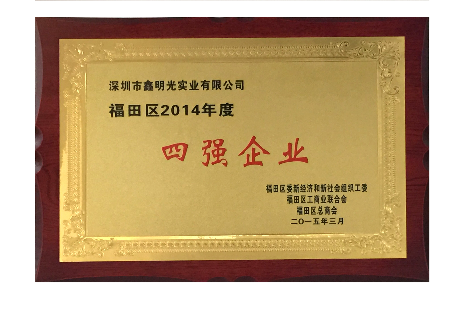 深圳市鑫明光实业有限公司
福田区2014年度
四强企业
福田区委新经济和新社会组织工委
福田区工商业联合会
福田区总商会
二〇一五年三月